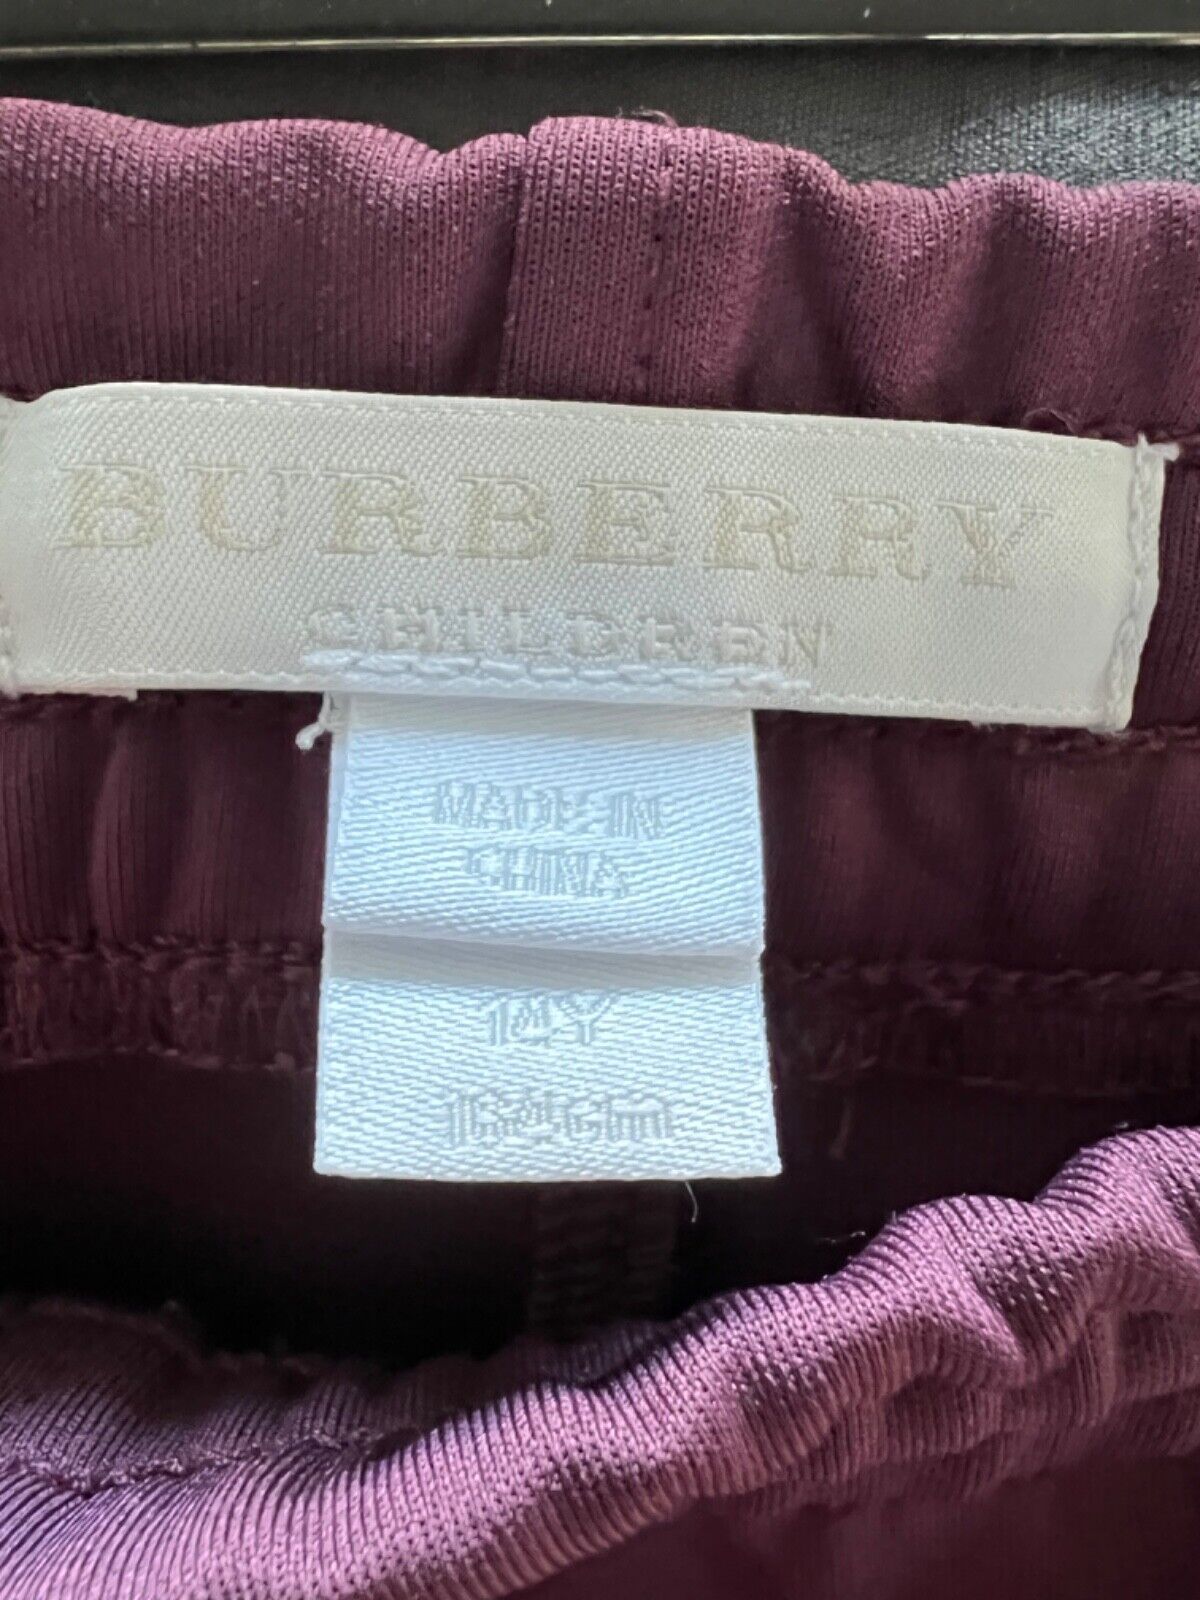 BURBERRY
CHILDREN
MADE IN
CHINA
14Y
164Cm